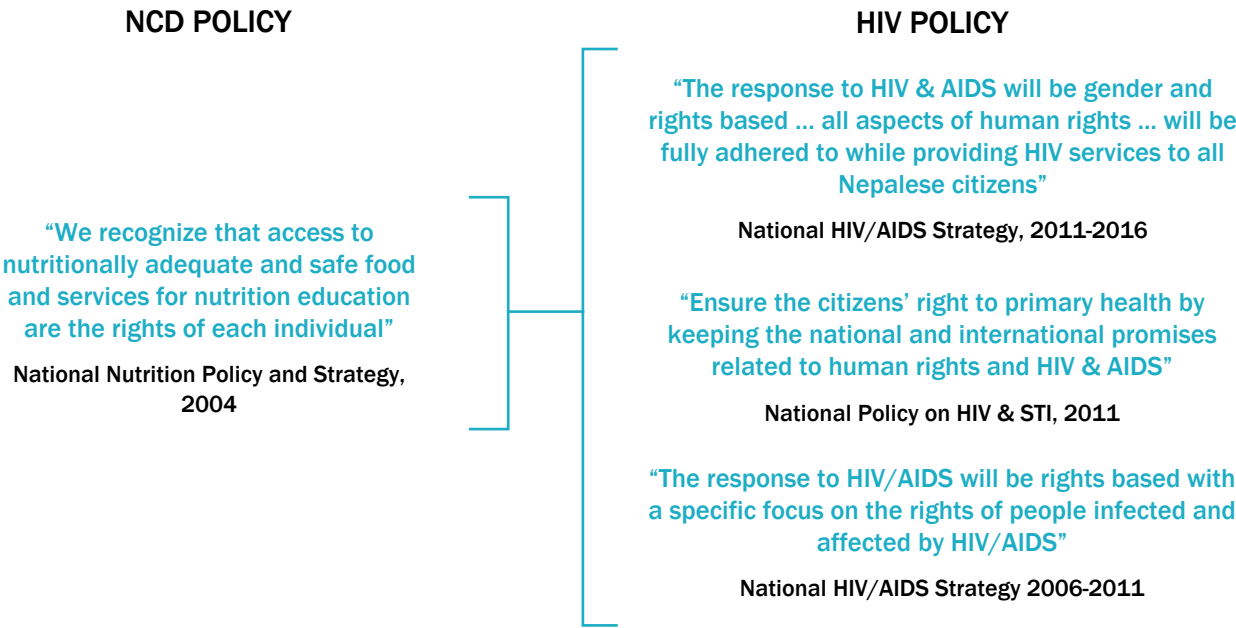 NCD POLICY
“We recognize that access to
nutritionally adequate and safe food
and services for nutrition education
are the rights of each individual”
National Nutrition Policy and Strategy,
2004
HIV POLICY
“The response to HIV & AIDS will be gender and
rights based ... all aspects of human rights ... will be
fully adhered to while providing HIV services to all
Nepalese citizens”
National HIV/AIDS Strategy, 2011-2016
“Ensure the citizens’ right to primary health by
keeping the national and international promises
related to human rights and HIV & AIDS”
National Policy on HIV & STI, 2011
“The response to HIV/AIDS will be rights based with
a specific focus on the rights of people infected and
affected by HIV/AIDS”
National HIV/AIDS Strategy 2006-2011